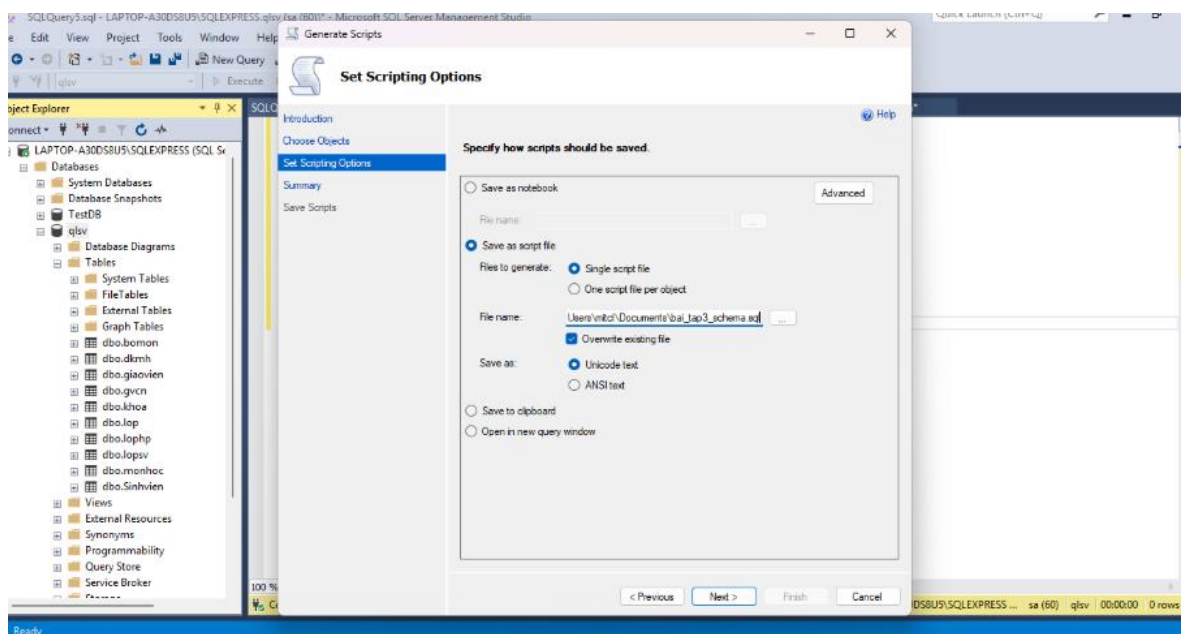 SQLQuery5.sql - LAPTOP-A30DS8U5\SQLEXPRESS.qlsv (sa (60))* - Microsoft SQL Server Management Studio
Quick Launch (Ctrl+Q)
Edit View Project Tools Window Help
New Query
qlsv
Execute
Object Explorer
Connect
LAPTOP-A30DS8U5\SQLEXPRESS (SQL Se
Databases
System Databases
Database Snapshots
TestDB
qlsv
Database Diagrams
Tables
System Tables
FileTables
External Tables
Graph Tables
dbo.bomon
dbo.dkmh
dbo.giaovien
dbo.gvcn
dbo.khoa
dbo.lop
dbo.lophp
dbo.lopsv
dbo.monhoc
dbo.Sinhvien
Views
External Resources
Synonyms
Programmability
Query Store
Service Broker
SQLQ
100 %
Generate Scripts
Set Scripting Options
Help
Introduction
Choose Objects
Set Scripting Options
Summary
Save Scripts
Specify how scripts should be saved.
Save as notebook
Advanced
File name:
...
Save as script file
Files to generate:
Single script file
One script file per object
File name:
Users\mitcl\Documents\bai_tap3_schema.sql
...
Overwrite existing file
Save as:
Unicode text
ANSI text
Save to clipboard
Open in new query window
< Previous
Next >
Finish
Cancel
DS8U5\SQLEXPRESS ... sa (60) qlsv 00:00:00 0 rows
Ready